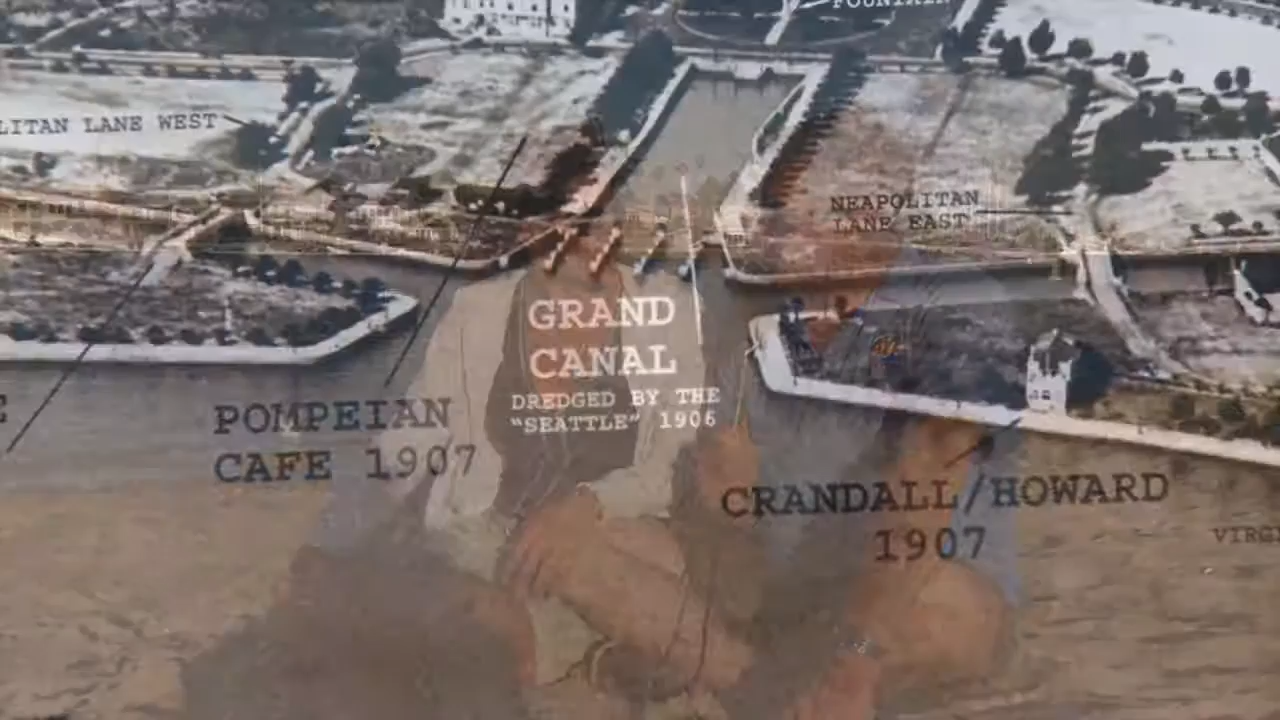 FOUNTAIN
LITAN LANE WEST
NEAPOLITAN
LANE EAST
GRAND
CANAL
DREDGED BY THE
"SEATTLE" 1906
POMPEIAN
CAFE 1907
CRANDALL/HOWARD
1907